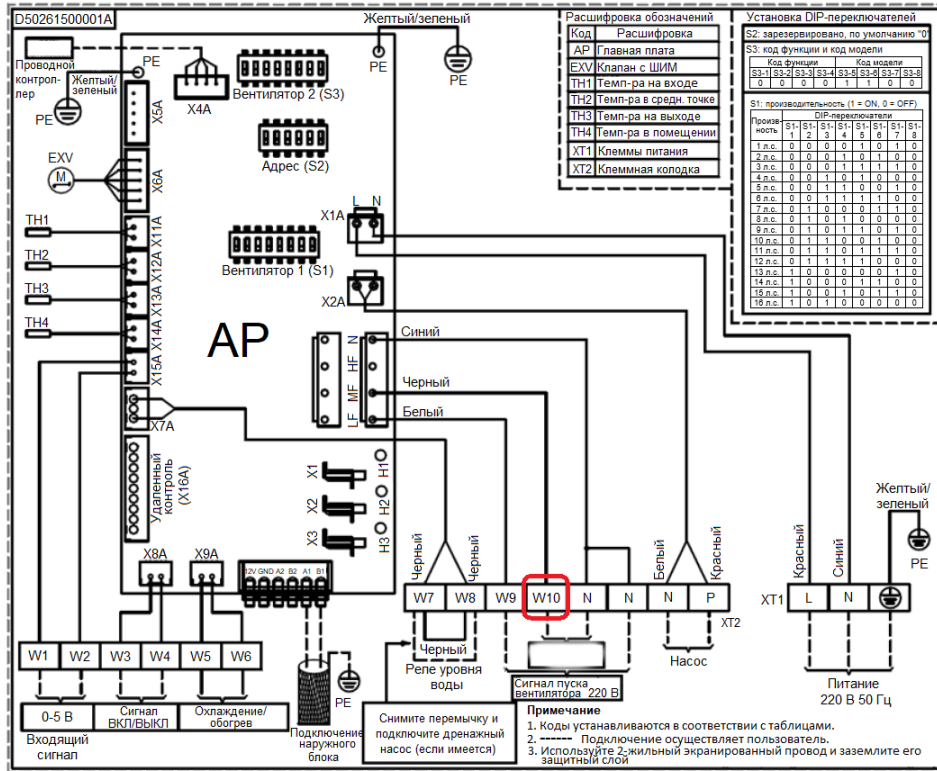 D50261500001A
Проводной
контрол-
лер
PE
Желтый/
зеленый
PE
X4A
X5A
Вентилятор 2 (S3)
Адрес (S2)
Вентилятор 1 (S1)
Желтый/зеленый
PE
PE
Расшифровка обозначений
Код Расшифровка
AP Главная плата
EXV Клапан с ШИМ
TH1 Темп-ра на входе
TH2 Темп-ра в средн. точке
TH3 Темп-ра на выходе
TH4 Темп-ра в помещении
XT1 Клеммы питания
XT2 Клеммная колодка
Установка DIP-переключателей
S2: зарезервировано, по умолчанию "0"
S3: код функции и код модели
Код функции Код модели
S3-1 S3-2 S3-3 S3-4 S3-5 S3-6 S3-7 S3-8
0 0 0 0 1 1 0 0
S1: производительность (1 = ON, 0 = OFF)
Произв-
ность
DIP-переключатели
S1-1 S1-2 S1-3 S1-4 S1-5 S1-6 S1-7 S1-8
1 л.с.
2 л.с.
3 л.с.
4 л.с.
5 л.с.
6 л.с.
7 л.с.
8 л.с.
9 л.с.
10 л.с.
11 л.с.
12 л.с.
13 л.с.
14 л.с.
15 л.с.
16 л.с.
EXV
M
X6A
TH1
X11A
TH2
X12A
TH3
X13A
TH4
X14A
X15A
X7A
AP
L N
X1A
X2A
N
HF
MF
LF
Синий
Черный
Белый
Удаленный
контроль
(X16A)
X1
X2
X3
H1
H2
H3
X8A
X9A
12V GND A2 B2 A1 B1
Черный
Черный
Белый
Красный
W7 W8 W9 W10 N N N P
XT2
Красный
Синий
Желтый/
зеленый
PE
XT1 L N
W1 W2 W3 W4 W5 W6
0-5 В
Сигнал
ВКЛ/ВЫКЛ
Охлаждение/
обогрев
Входящий
сигнал
PE
Подключение
наружного
блока
Черный
Реле уровня
воды
Снимите перемычку и
подключите дренажный
насос (если имеется)
Сигнал пуска
вентилятора 220 В
Насос
Питание
220 В 50 Гц
Примечание
1. Коды устанавливаются в соответствии с таблицами.
2. ------ Подключение осуществляет пользователь.
3. Используйте 2-жильный экранированный провод и заземлите его
защитный слой